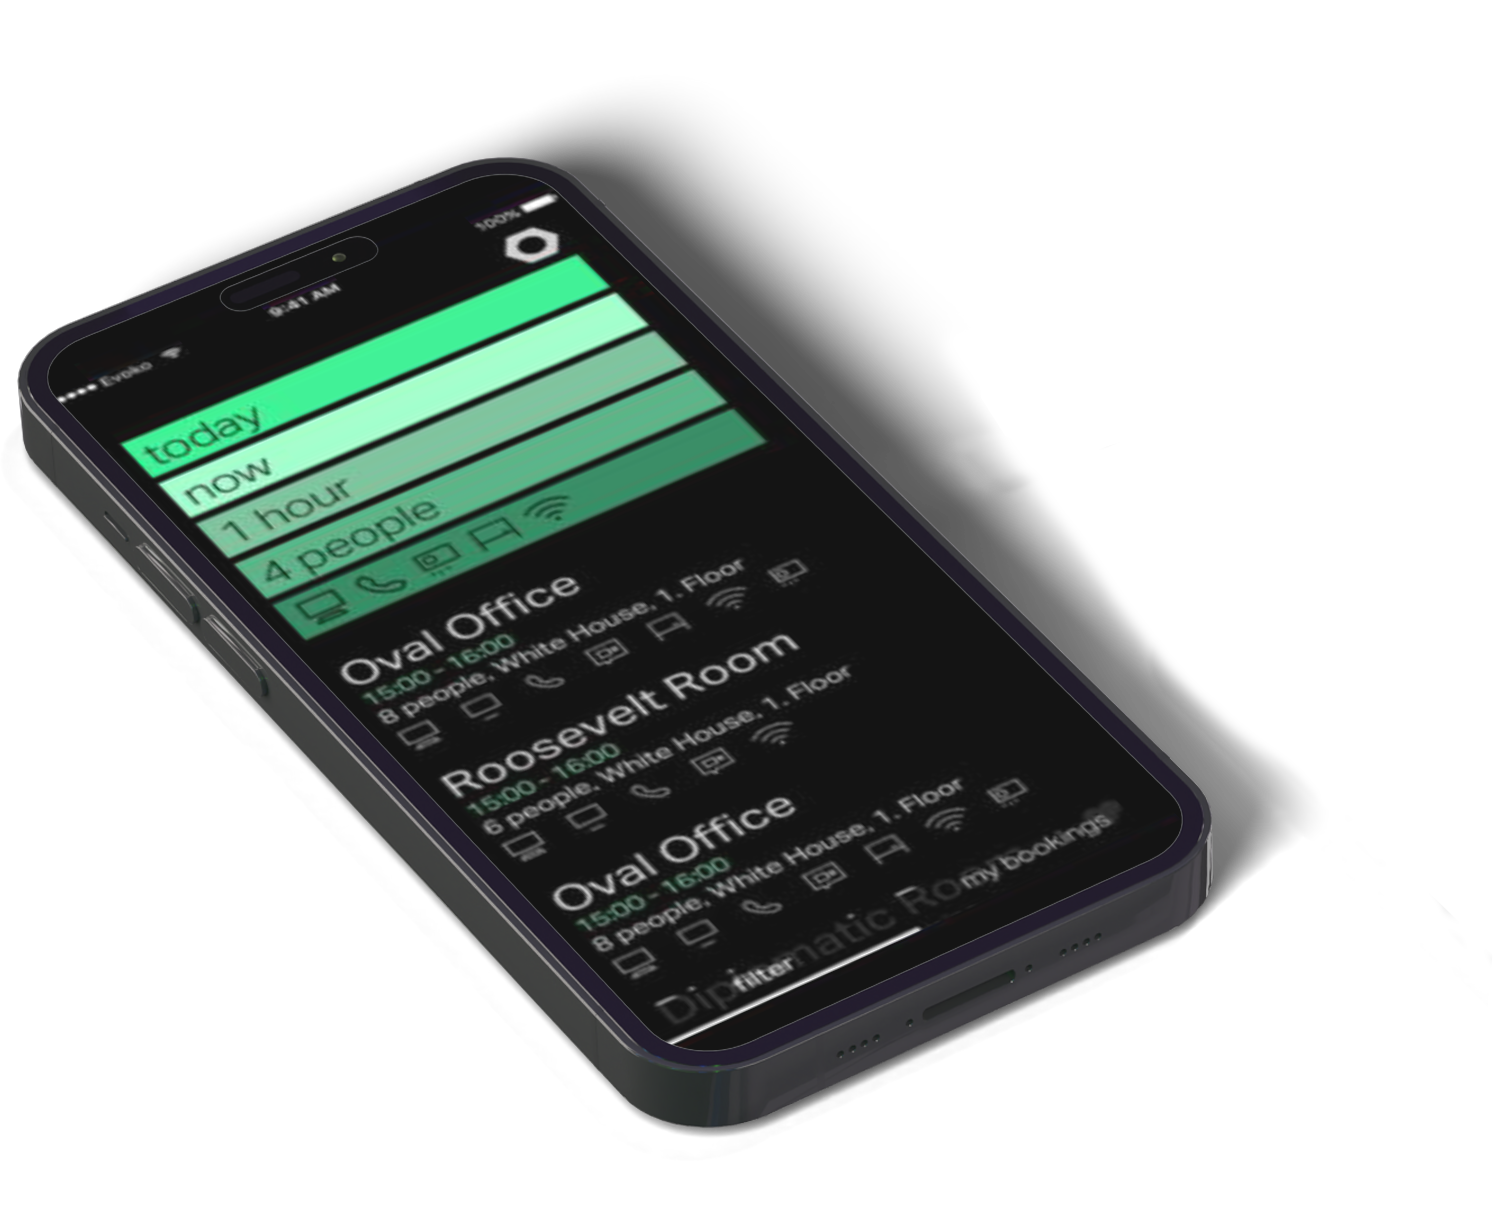 100%
9:41 AM
Evoko
today
now
1 hour
4 people
Oval Office
15:00 - 16:00
8 people, White House, 1. Floor
Roosevelt Room
15:00 - 16:00
6 people, White House, 1. Floor
Oval Office
15:00 - 16:00
8 people, White House, 1. Floor
Diplomatic Room
filter
my bookings